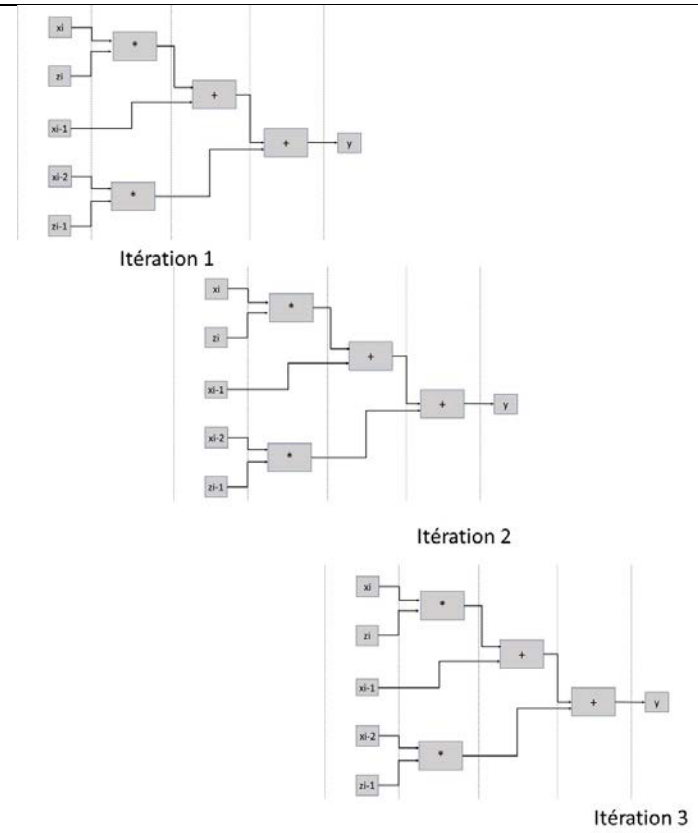 xi
*
zi
+
xi-1
+
y
xi-2
*
zi-1
Itération 1
xi
*
zi
+
xi-1
+
y
xi-2
*
zi-1
Itération 2
xi
*
zi
+
xi-1
+
y
xi-2
*
zi-1
Itération 3